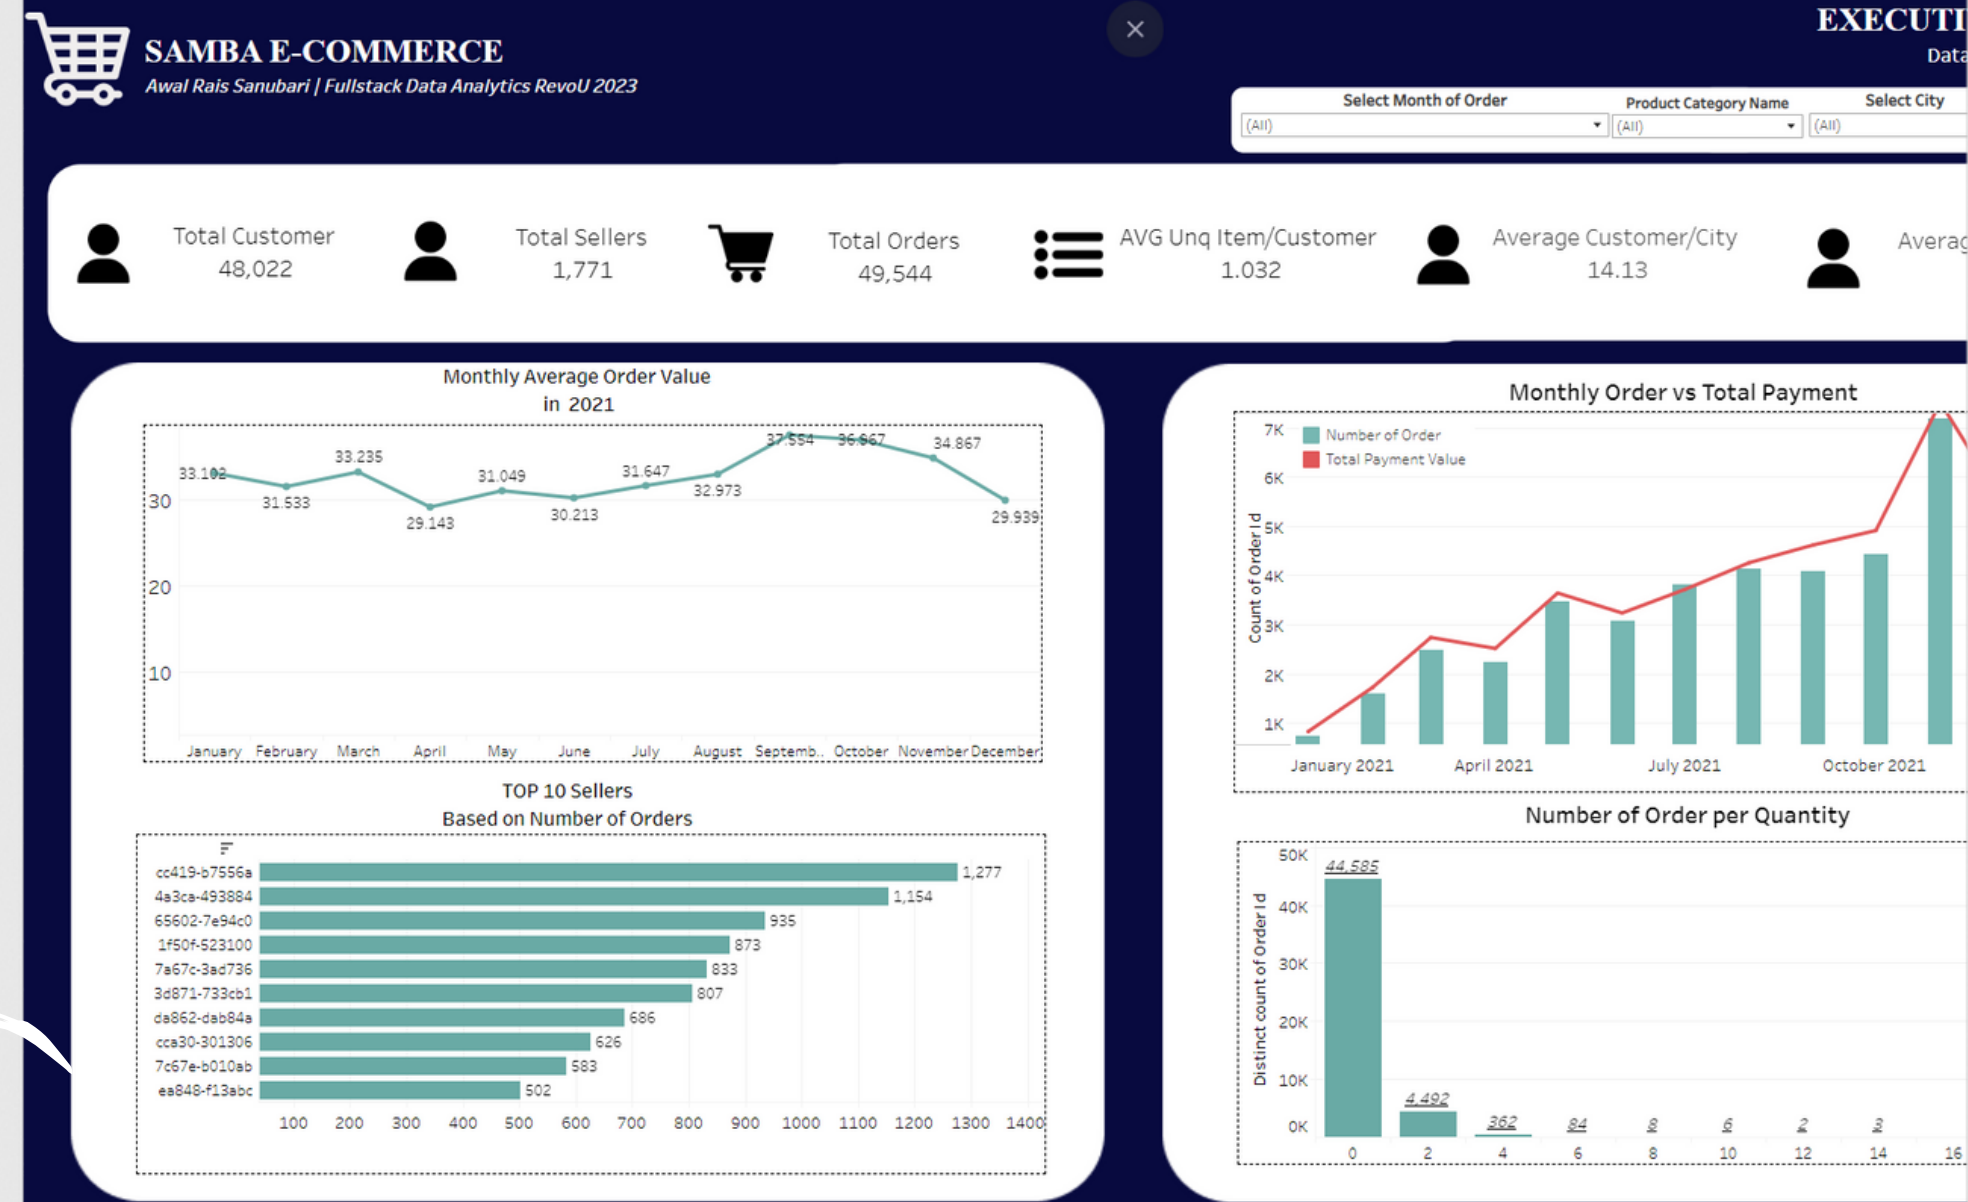 EXECUTI
Data
SAMBA E-COMMERCE
Awal Rais Sanubari | Fullstack Data Analytics RevoU 2023
Select Month of Order
Product Category Name
Select City
(All)
(All)
(All)
Total Customer
48,022
Total Sellers
1,771
Total Orders
49,544
AVG Unq Item/Customer
1.032
Average Customer/City
14.13
Averag
Monthly Average Order Value
in 2021
33.102
31.533
33.235
29.143
31.049
30.213
31.647
32.973
37.554
34.867
29.939
30
20
10
January February March April May June July August Septemb.. October November December
TOP 10 Sellers
Based on Number of Orders
cc419-b7556a 1,277
4a3ca-493884 1,154
65602-7e94c0 935
1f50f-523100 873
7a67c-3ad736 833
3d871-733cb1 807
da862-dab84a 686
cca30-301306 626
7c67e-b010ab 583
ea848-f13abc 502
100 200 300 400 500 600 700 800 900 1000 1100 1200 1300 1400
Monthly Order vs Total Payment
Number of Order
Total Payment Value
Count of Order Id
7K
6K
5K
4K
3K
2K
1K
January 2021 April 2021 July 2021 October 2021
Number of Order per Quantity
Distinct count of Order Id
50K
40K
30K
20K
10K
0K
44,585
4,492
362
84
8
6
2
3
0 2 4 6 8 10 12 14 16